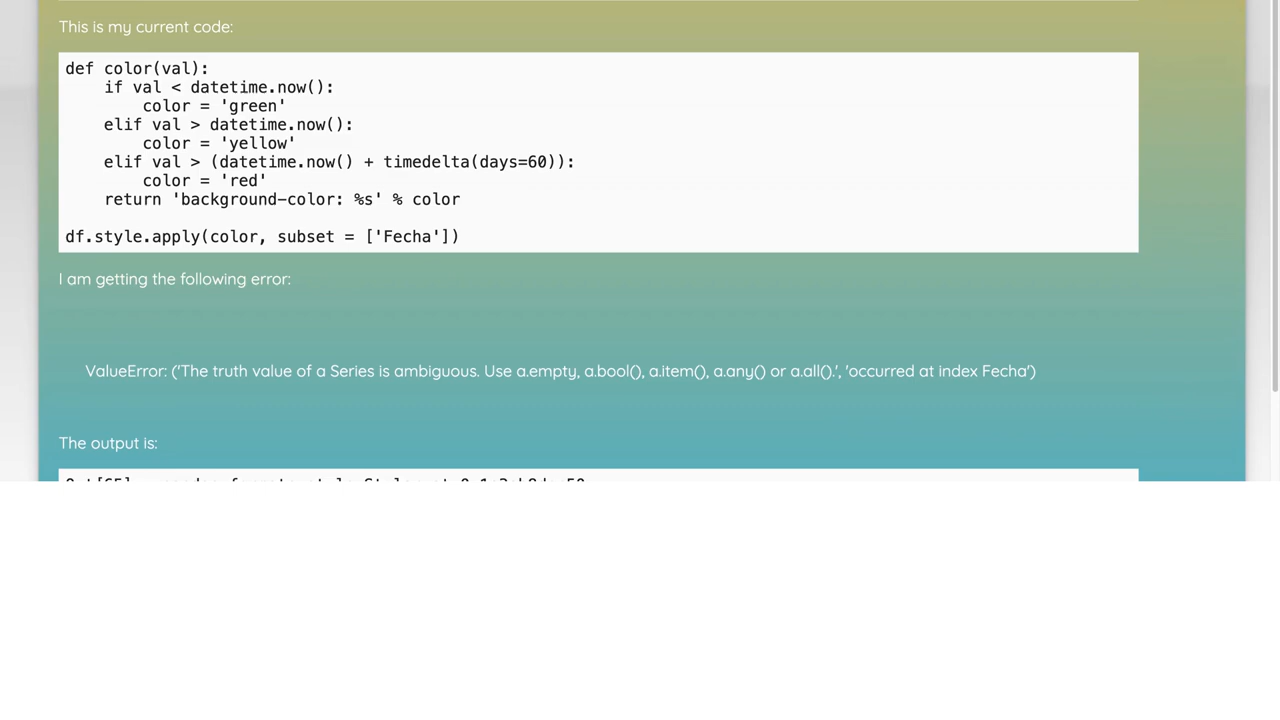 This is my current code:
def color(val):
    if val < datetime.now():
        color = 'green'
    elif val > datetime.now():
        color = 'yellow'
    elif val > (datetime.now() + timedelta(days=60)):
        color = 'red'
    return 'background-color: %s' % color
df.style.apply(color, subset = ['Fecha'])
I am getting the following error:
ValueError: ('The truth value of a Series is ambiguous. Use a.empty, a.bool(), a.item(), a.any() or a.all().', 'occurred at index Fecha')
The output is: